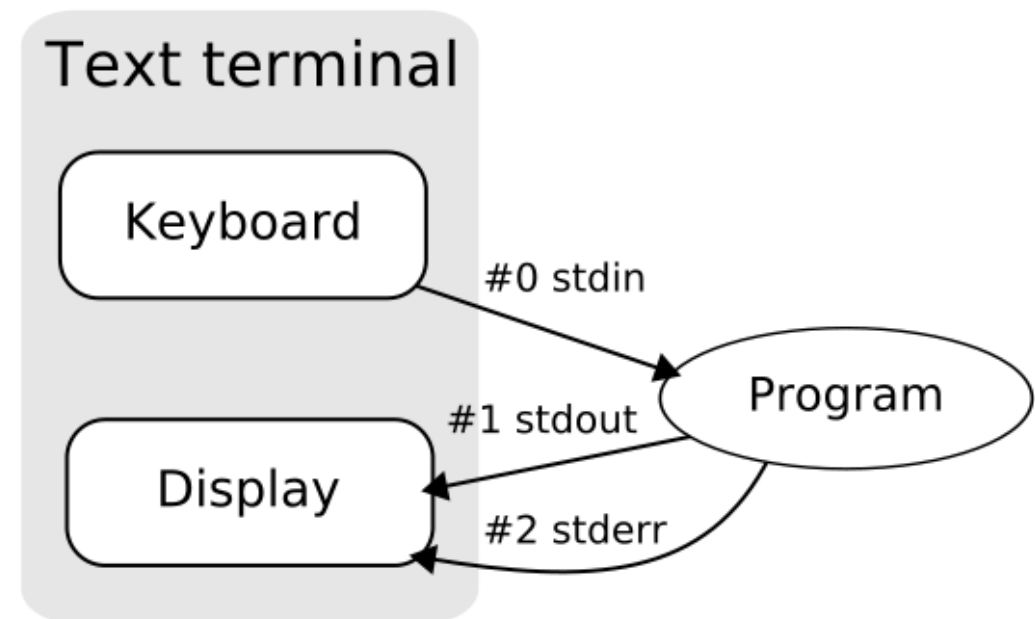 Text terminal
Keyboard
#0 stdin
Program
#1 stdout
Display
#2 stderr